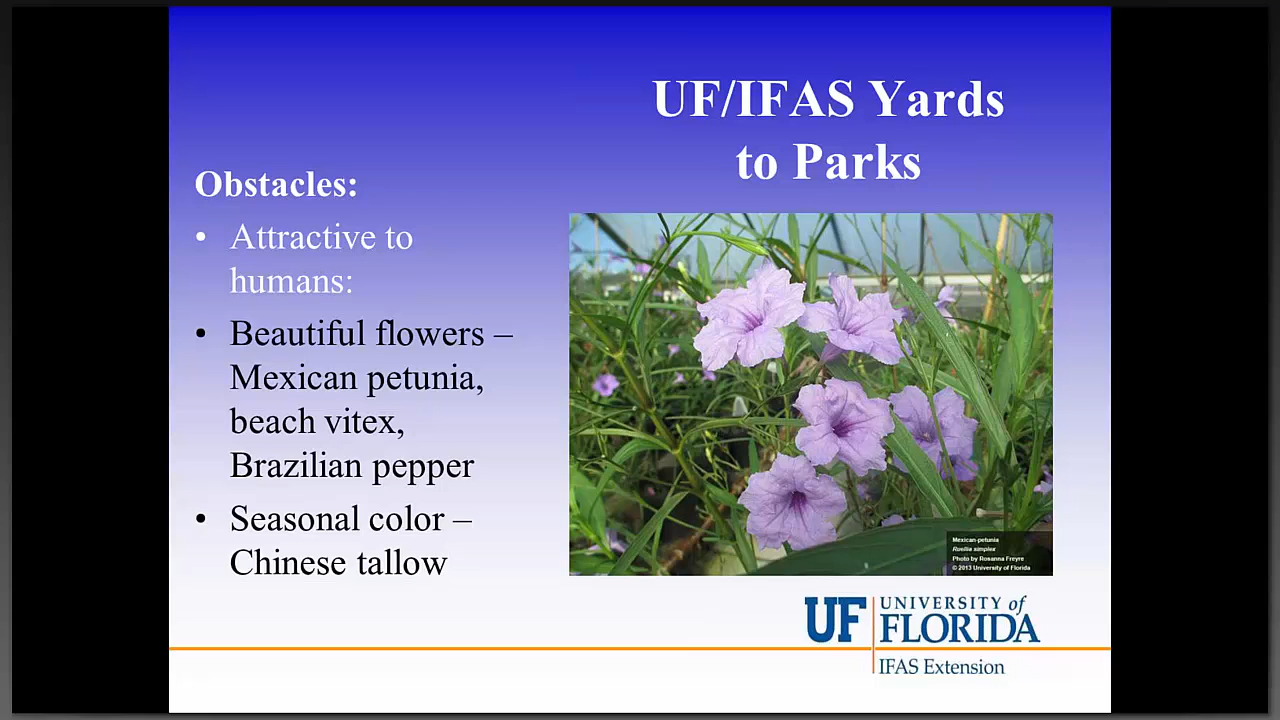 UF/IFAS Yards
to Parks
Obstacles:
• Attractive to
humans:
• Beautiful flowers –
Mexican petunia,
beach vitex,
Brazilian pepper
• Seasonal color –
Chinese tallow
Mexican-petunia
Ruellia simplex
Photo by Rosanna Freyre
© 2013 University of Florida
UF
UNIVERSITY of
FLORIDA
IFAS Extension